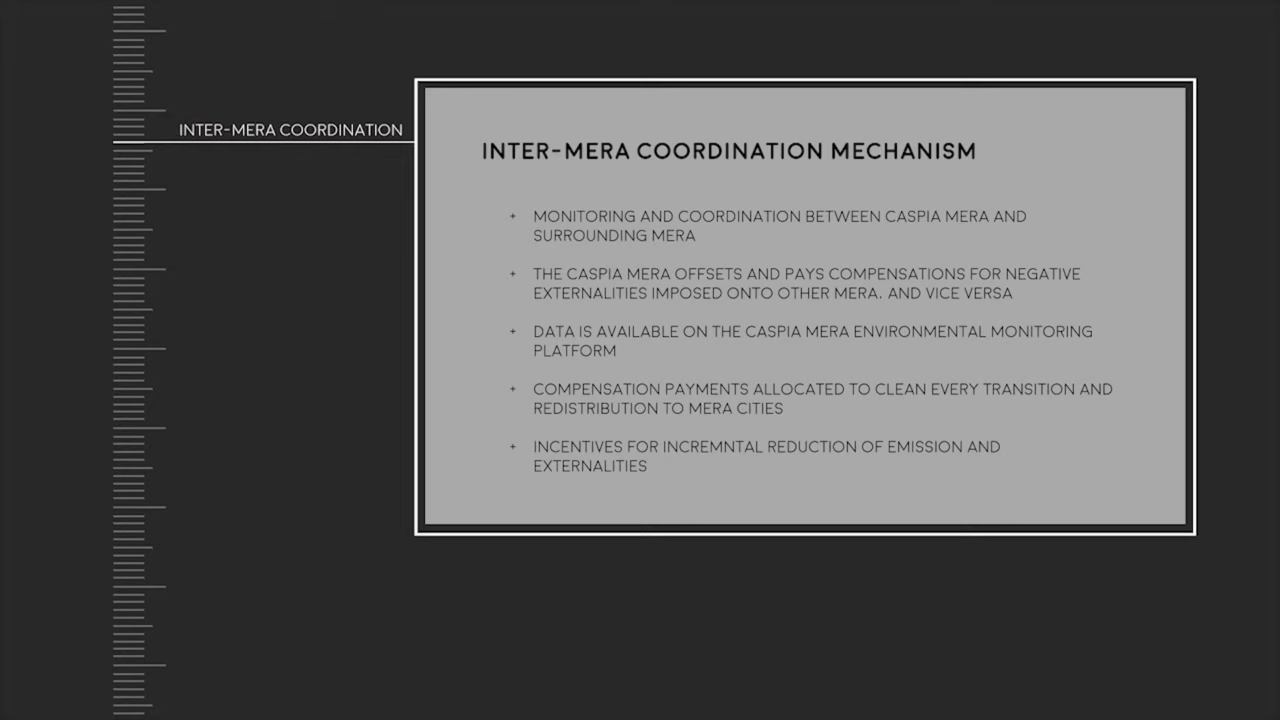 INTER-MERA COORDINATION
INTER-MERA COORDINATION MECHANISM
+ MONITORING AND COORDINATION BETWEEN CASPIA MERA AND
SURROUNDING MERA
+ THE CASPIA MERA OFFSETS AND PAYS COMPENSATIONS FOR NEGATIVE
EXTERNALITIES IMPOSED ONTO OTHER MERA. AND VICE VERSA
+ DATA IS AVAILABLE ON THE CASPIA MERA ENVIRONMENTAL MONITORING
PLATFORM
+ COMPENSATION PAYMENTS ALLOCATED TO CLEAN EVERY TRANSITION AND
REDISTRIBUTION TO MERA CITIES
+ INCENTIVES FOR INCREMNTAL REDUCTION OF EMISSION AND
EXTERNALITIES